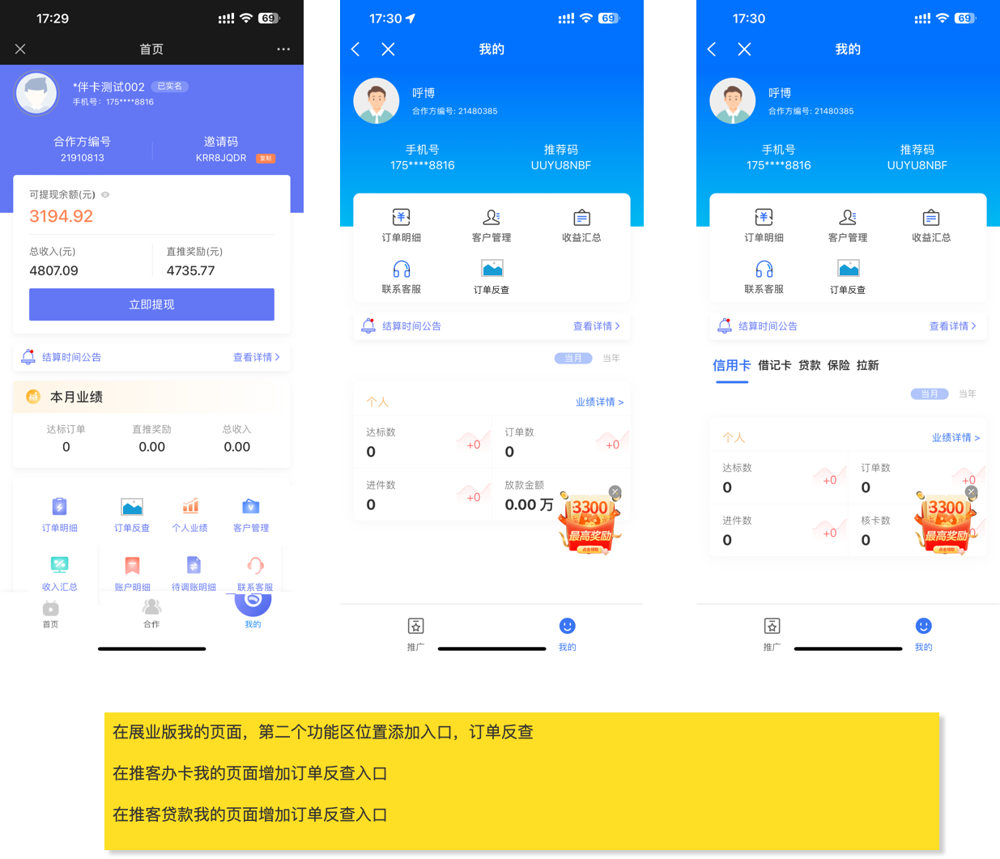 17:29
69
首页
*伴卡测试002 已实名
手机号：175****8816
合作方编号 邀请码
21910813 KRR8JQDR 复制
可提现余额(元)
3194.92
总收入(元) 直推奖励(元)
4807.09 4735.77
立即提现
结算时间公告 查看详情
本月业绩
达标订单 直推奖励 总收入
0 0.00 0.00
订单明细 订单反查 个人业绩 客户管理
收入汇总 账户明细 待调账明细 联系客服
首页 合作 我的
17:30
69
我的
呼博
合作方编号: 21480385
手机号 推荐码
175****8816 UUYU8NBF
订单明细 客户管理 收益汇总
联系客服 订单反查
结算时间公告 查看详情
当月 当年
个人 业绩详情 >
达标数 订单数
0 +0 0 +0
进件数 放款金额
0 +0 0.00 万
3300
最高奖励
点击领取
推广 我的
17:30
69
我的
呼博
合作方编号: 21480385
手机号 推荐码
175****8816 UUYU8NBF
订单明细 客户管理 收益汇总
联系客服 订单反查
结算时间公告 查看详情
信用卡 借记卡 贷款 保险 拉新
当月 当年
个人 业绩详情 >
达标数 订单数
0 +0 0 +0
进件数 核卡数
0 +0 0
3300
最高奖励
点击领取
推广 我的
在展业版我的页面，第二个功能区位置添加入口，订单反查
在推客办卡我的页面增加订单反查入口
在推客贷款我的页面增加订单反查入口